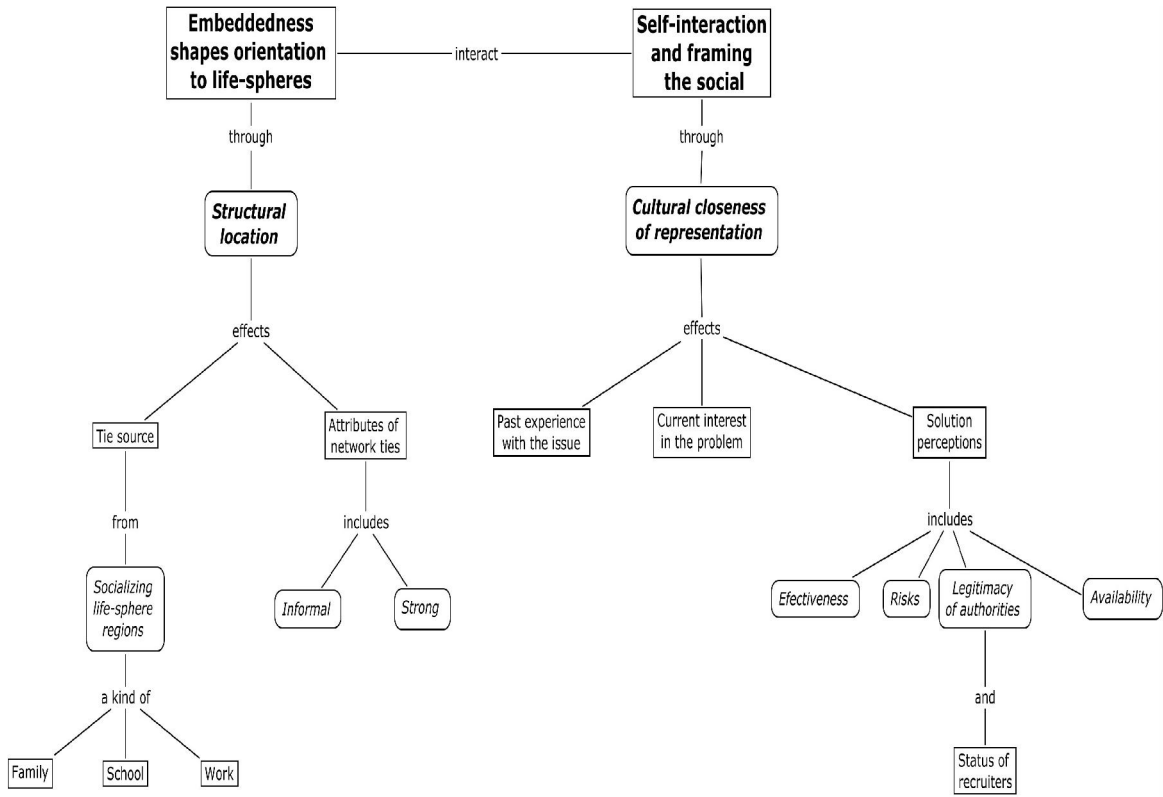 Embeddedness
shapes orientation
to life-spheres
interact
Self-interaction
and framing
the social
through
through
Structural
location
Cultural closeness
of representation
effects
effects
Tie source
Attributes of
network ties
Past experience
with the issue
Current interest
in the problem
Solution
perceptions
from
includes
includes
Socializing
life-sphere
regions
Informal
Strong
Efectiveness
Risks
Legitimacy
of authorities
Availability
a kind of
and
Family
School
Work
Status of
recruiters